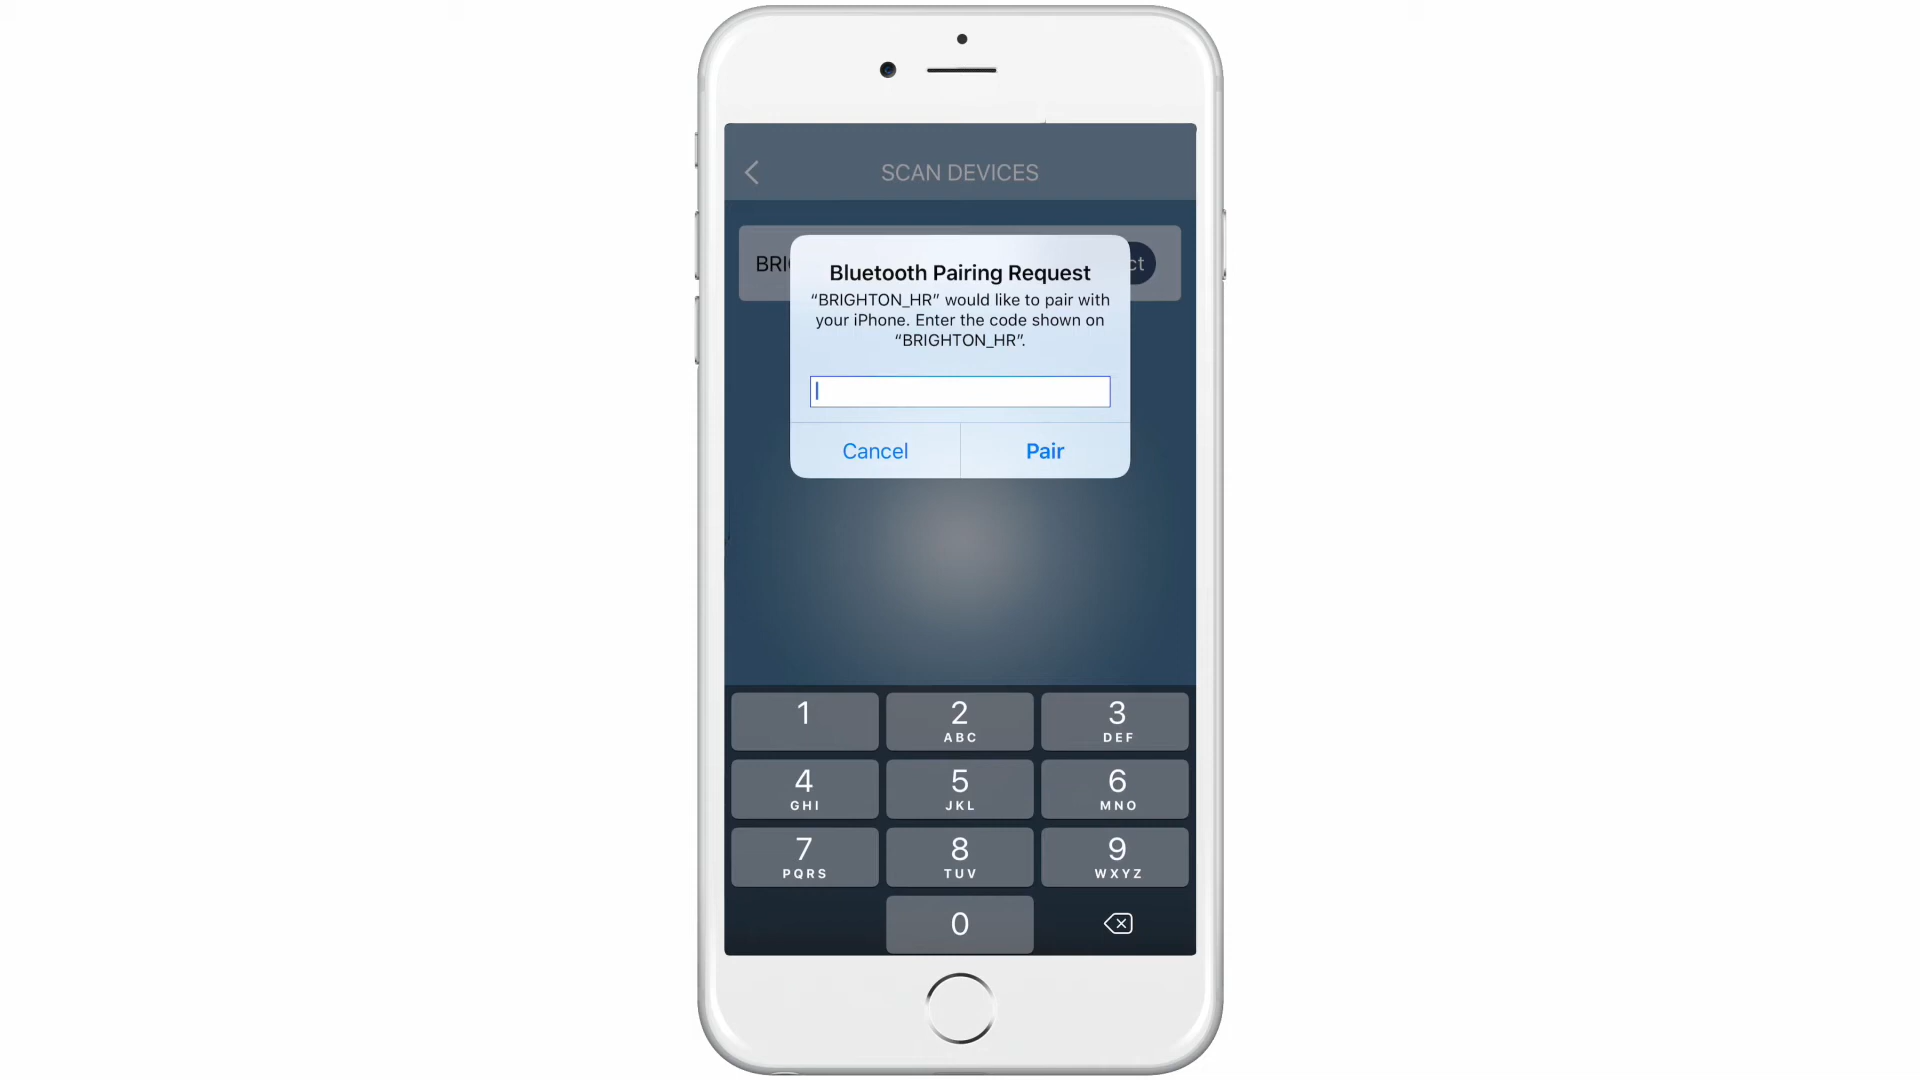 SCAN DEVICES
BRI
ct
Bluetooth Pairing Request
“BRIGHTON_HR” would like to pair with
your iPhone. Enter the code shown on
“BRIGHTON_HR”.
Cancel Pair
1 2 3
ABC DEF
4 5 6
GHI JKL MNO
7 8 9
PQRS TUV WXYZ
0